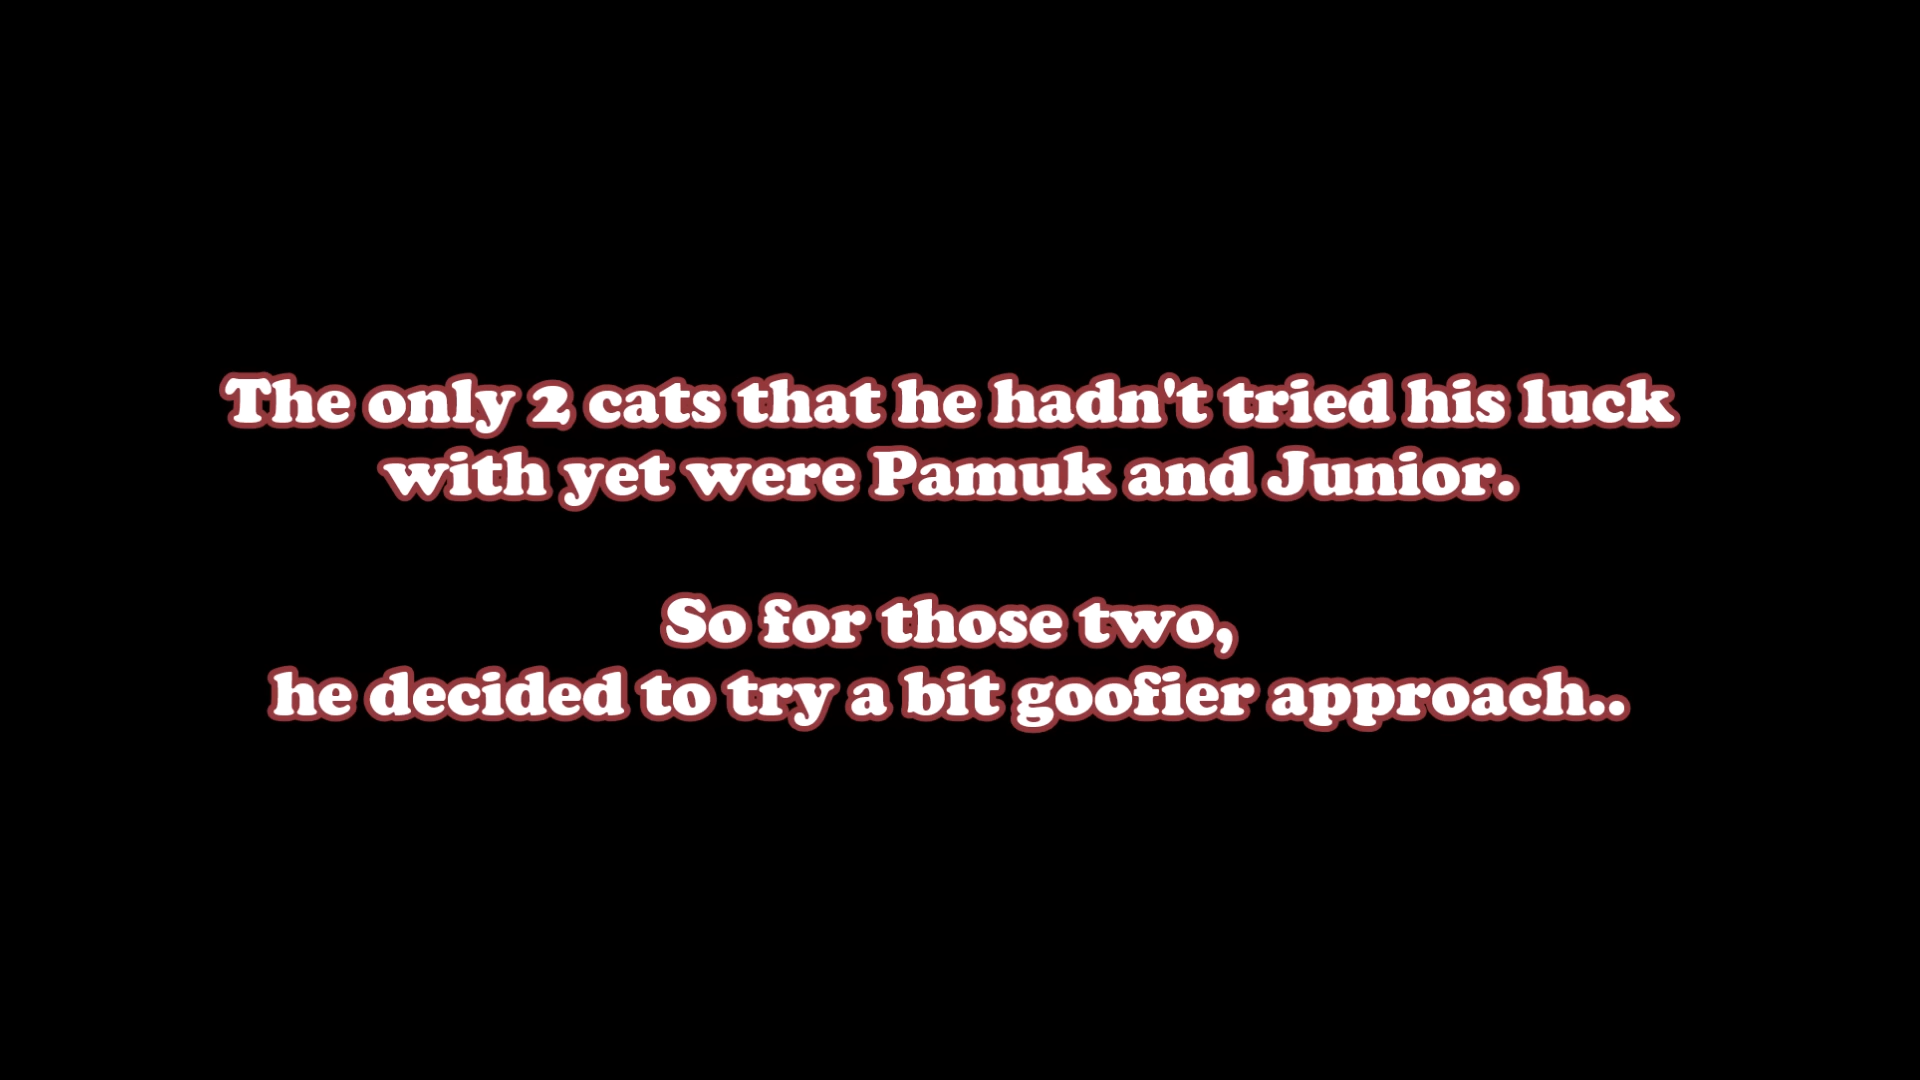 The only 2 cats that he hadn't tried his luck
with yet were Pamuk and Junior.
So for those two,
he decided to try a bit goofier approach..